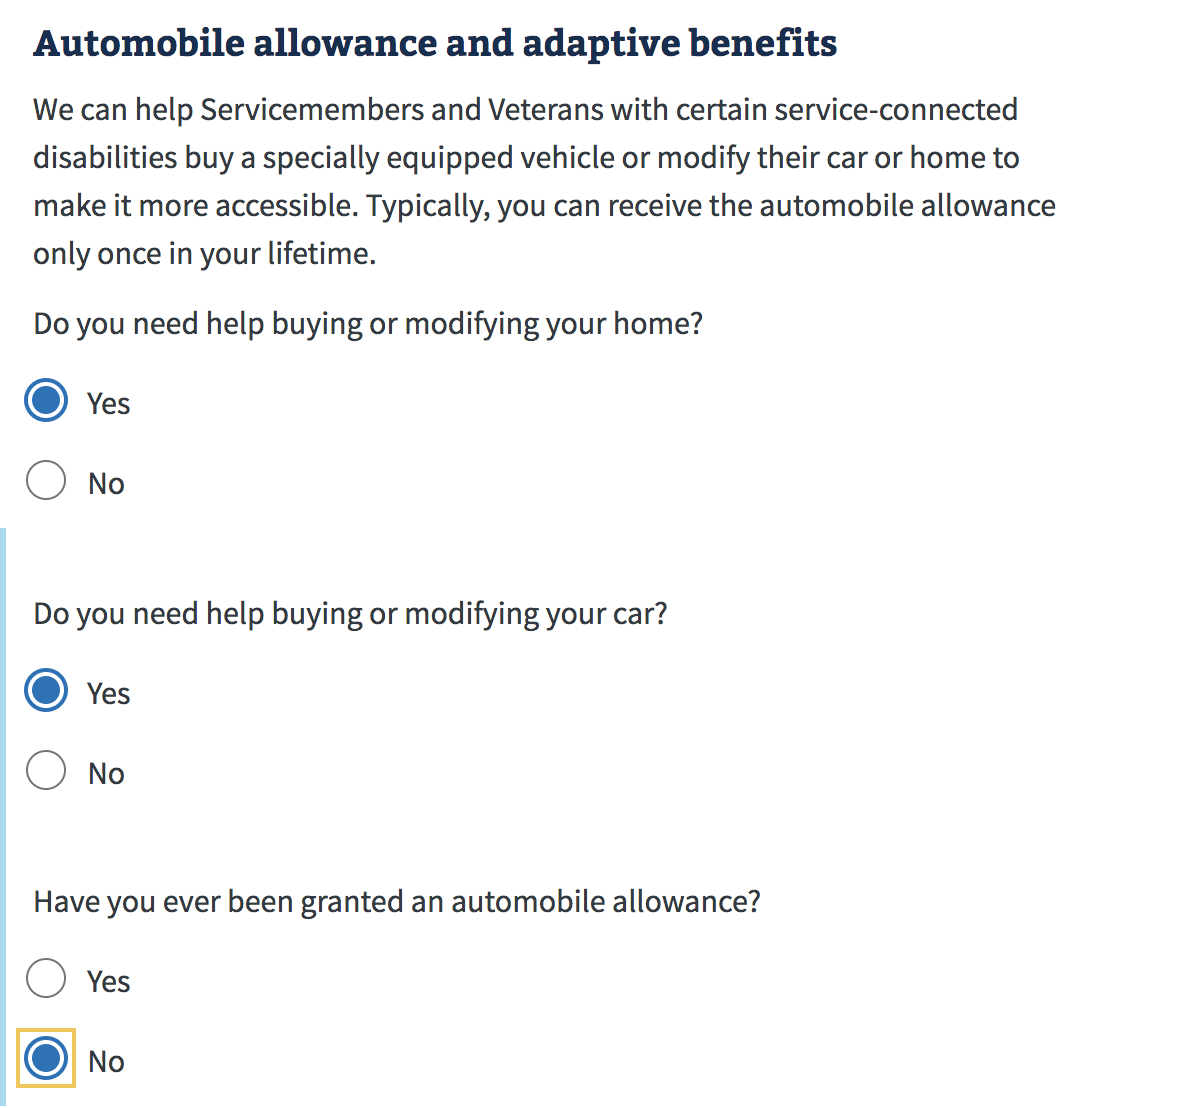 Automobile allowance and adaptive benefits
We can help Servicemembers and Veterans with certain service-connected
disabilities buy a specially equipped vehicle or modify their car or home to
make it more accessible. Typically, you can receive the automobile allowance
only once in your lifetime.
Do you need help buying or modifying your home?
Yes
No
Do you need help buying or modifying your car?
Yes
No
Have you ever been granted an automobile allowance?
Yes
No